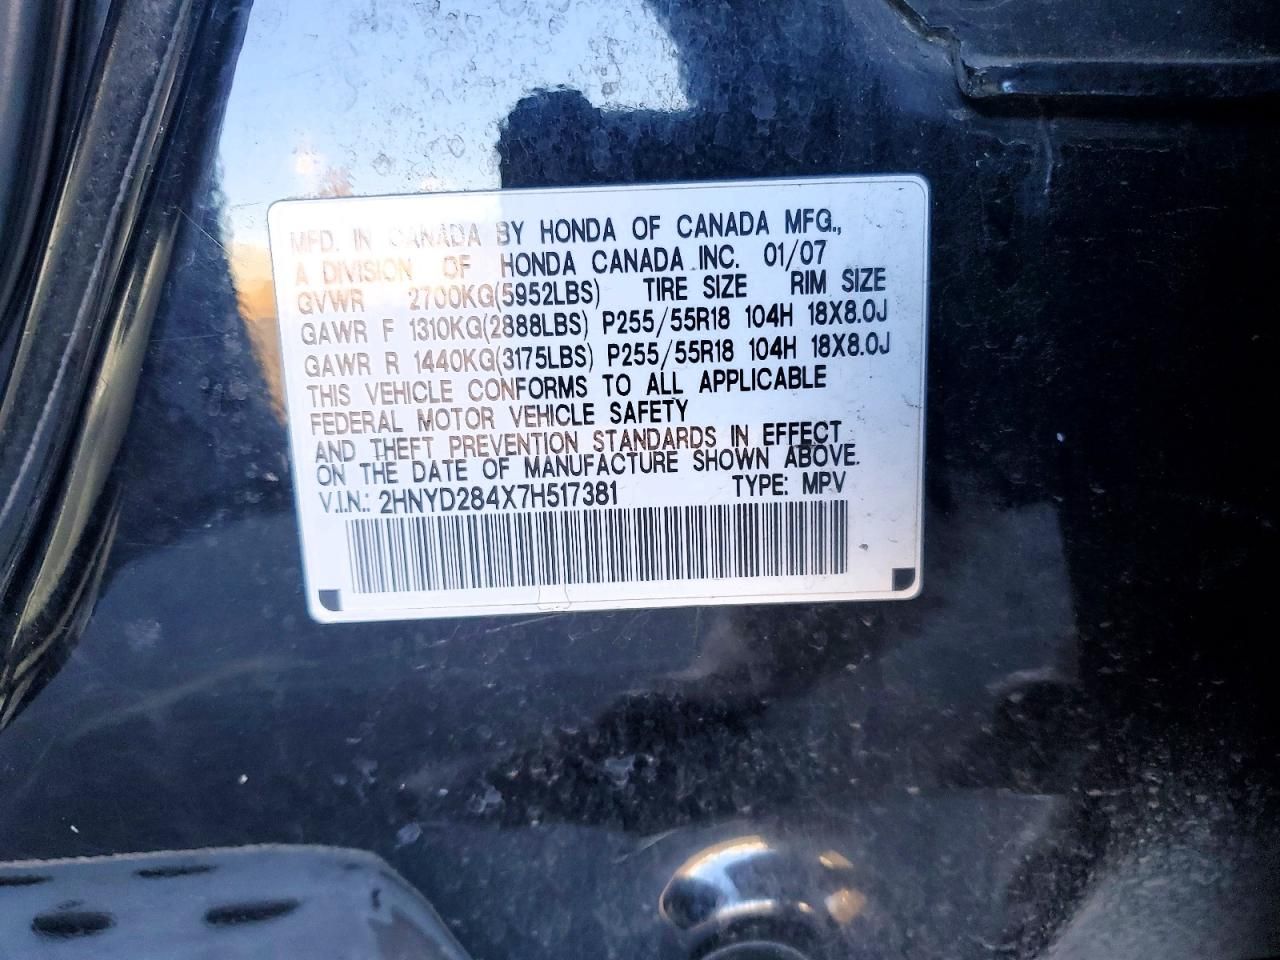 MFD. IN CANADA BY HONDA OF CANADA MFG.,
A DIVISION OF HONDA CANADA INC. 01/07
GVWR 2700KG(5952LBS) TIRE SIZE RIM SIZE
GAWR F 1310KG(2888LBS) P255/55R18 104H 18X8.0J
GAWR R 1440KG(3175LBS) P255/55R18 104H 18X8.0J
THIS VEHICLE CONFORMS TO ALL APPLICABLE
FEDERAL MOTOR VEHICLE SAFETY
AND THEFT PREVENTION STANDARDS IN EFFECT
ON THE DATE OF MANUFACTURE SHOWN ABOVE.
V.I.N.: 2HNYD284X7H517381 TYPE: MPV